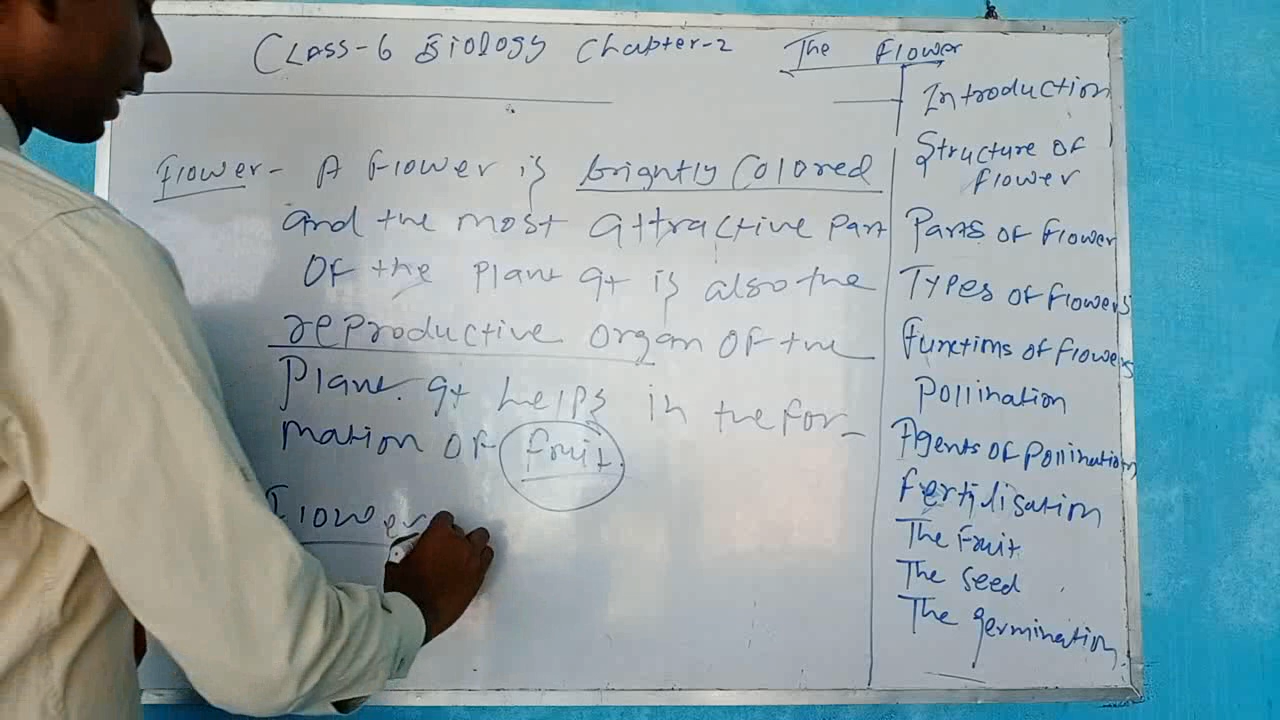 Class-6 Biology Chapter-2 The Flower
Flower - A Flower is brightly Colored
and the most attractive part
Of the plant It is also the
reproductive organ OF the
Plant. It helps in the for-
mation OF fruit.
Flower
Introduction
Structure OF
flower
Parts OF flower
Types OF flowers
Functions OF flowers
Pollination
Agents OF Pollination
Fertilisation
The Fruit
The seed
The germination